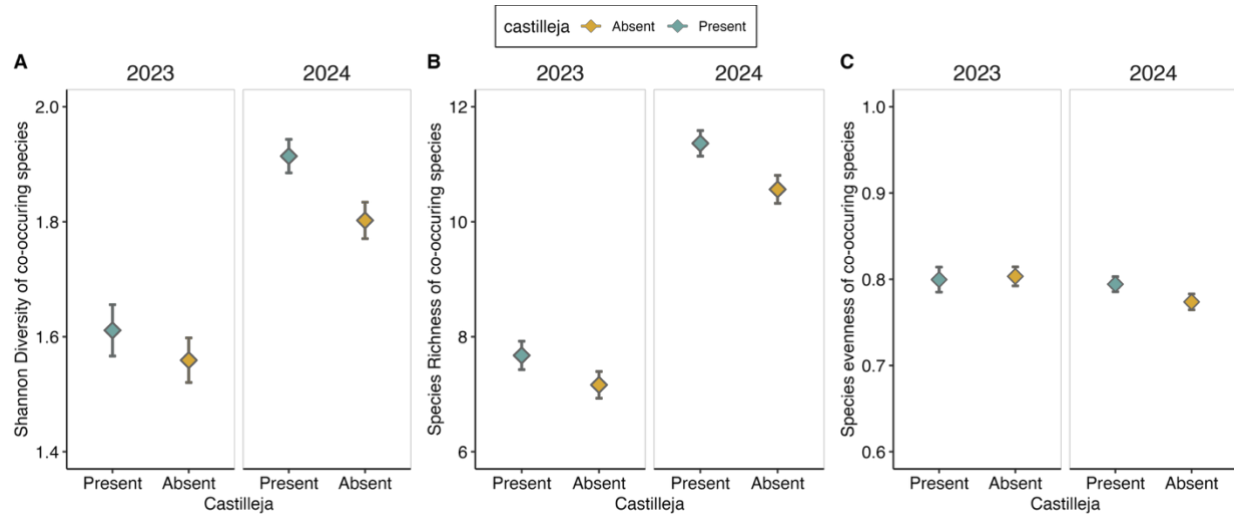 castilleja Absent Present
A
2023 2024
Shannon Diversity of co-occuring species
2.0
1.8
1.6
1.4
Present Absent Present Absent
Castilleja
B
2023 2024
Species Richness of co-occuring species
12
10
8
6
Present Absent Present Absent
Castilleja
C
2023 2024
Species evenness of co-occuring species
1.0
0.9
0.8
0.7
0.6
Present Absent Present Absent
Castilleja